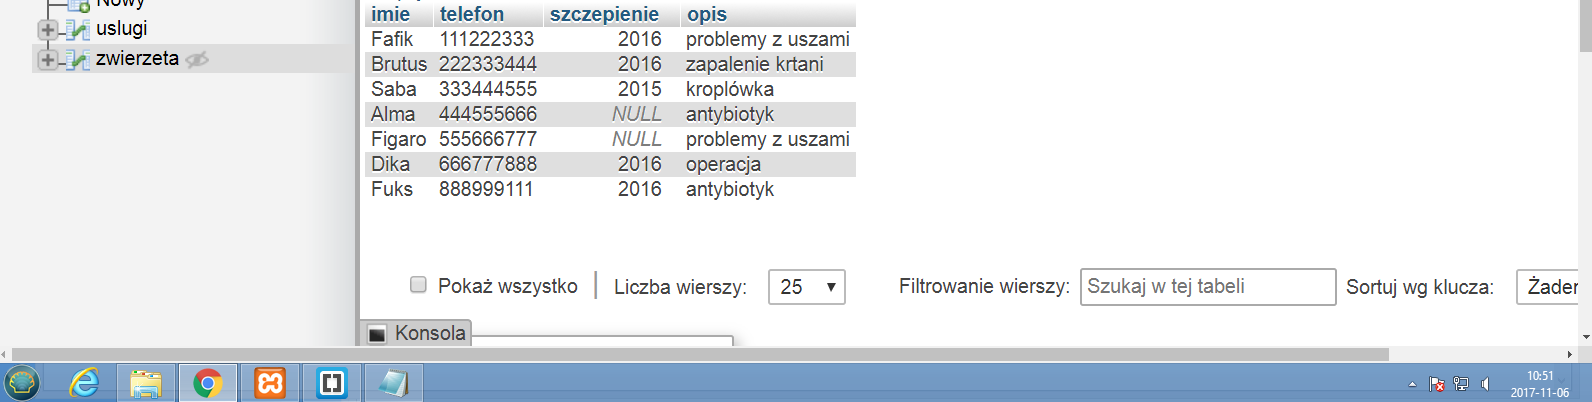 Nowy
uslugi
zwierzeta
imie telefon szczepienie opis
Fafik 111222333 2016 problemy z uszami
Brutus 222333444 2016 zapalenie krtani
Saba 333444555 2015 kroplówka
Alma 444555666 NULL antybiotyk
Figaro 555666777 NULL problemy z uszami
Dika 666777888 2016 operacja
Fuks 888999111 2016 antybiotyk
Pokaż wszystko Liczba wierszy: 25 Filtrowanie wierszy: Szukaj w tej tabeli Sortuj wg klucza: Żaden
Konsola
10:51
2017-11-06